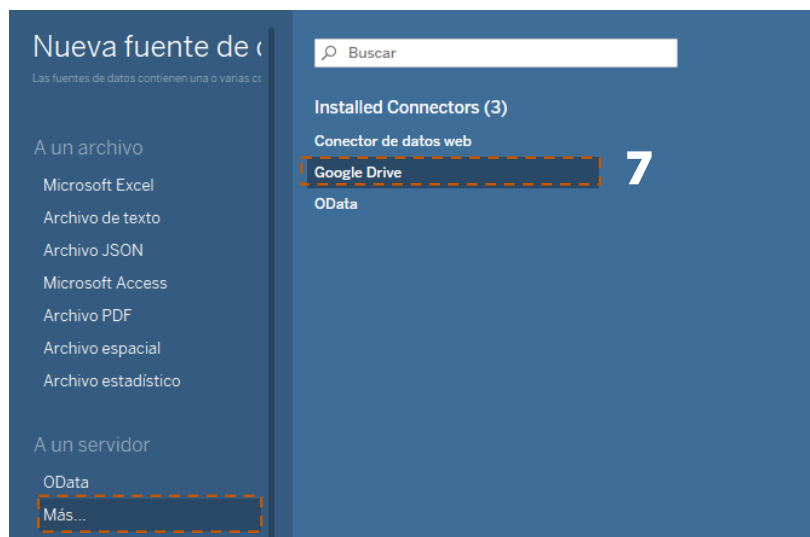 Nueva fuente de
Las fuentes de datos contienen una o varias
A un archivo
Microsoft Excel
Archivo de texto
Archivo JSON
Microsoft Access
Archivo PDF
Archivo espacial
Archivo estadístico
A un servidor
OData
Más...
Buscar
Installed Connectors (3)
Conector de datos web
Google Drive
7
OData